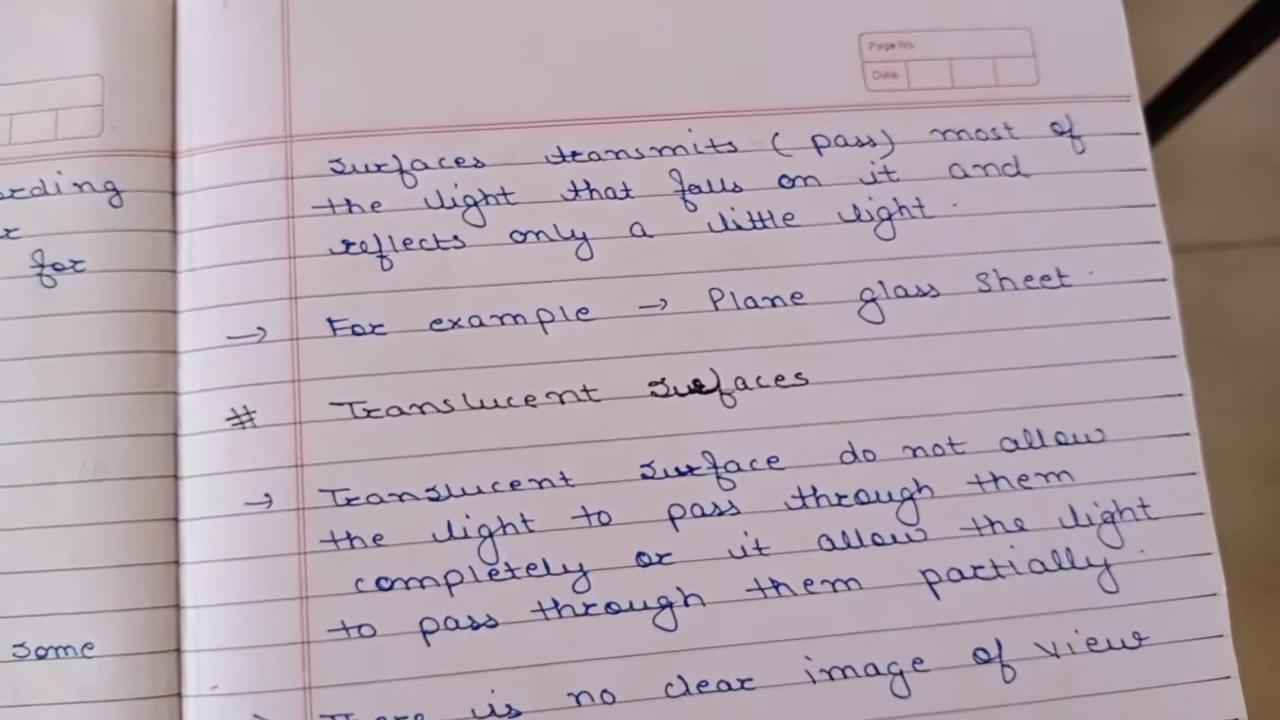 Page No:
Date:
arding
for
some
surfaces transmits (pass) most of
the light that falls on it and
reflects only a little light.
→ For example → Plane glass sheet.
# Translucent surfaces
→ Translucent surface do not allow
the light to pass through them
completely or it allow the light
to pass through them partially.
There is no clear image of view